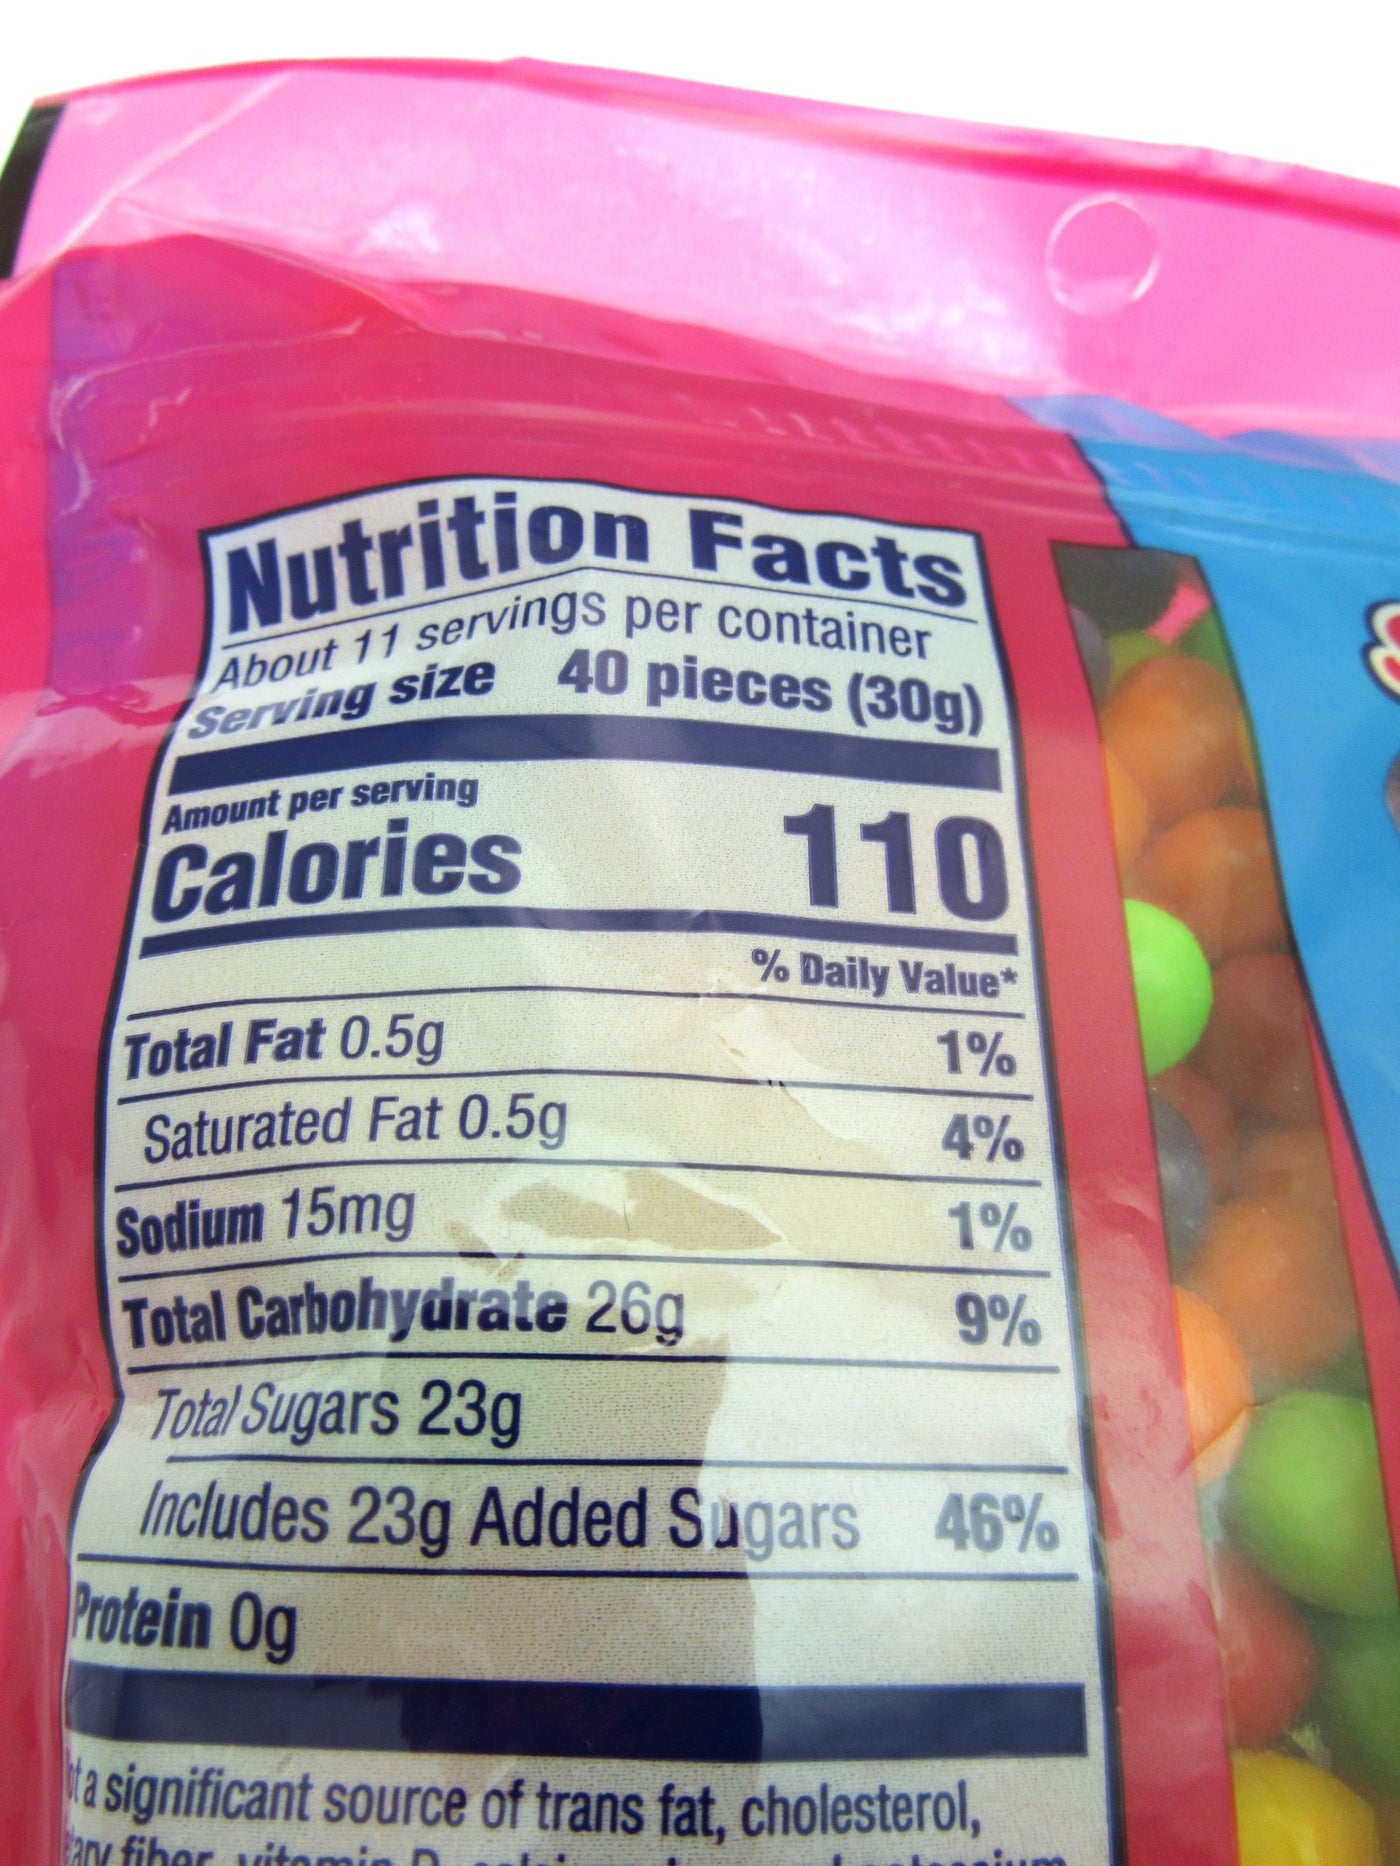 Nutrition Facts
About 11 servings per container
Serving size 40 pieces (30g)
Amount per serving
Calories 110
% Daily Value*
Total Fat 0.5g 1%
Saturated Fat 0.5g 4%
Sodium 15mg 1%
Total Carbohydrate 26g 9%
Total Sugars 23g
Includes 23g Added Sugars 46%
Protein 0g
a significant source of trans fat, cholesterol,
fiber, vitamin D,